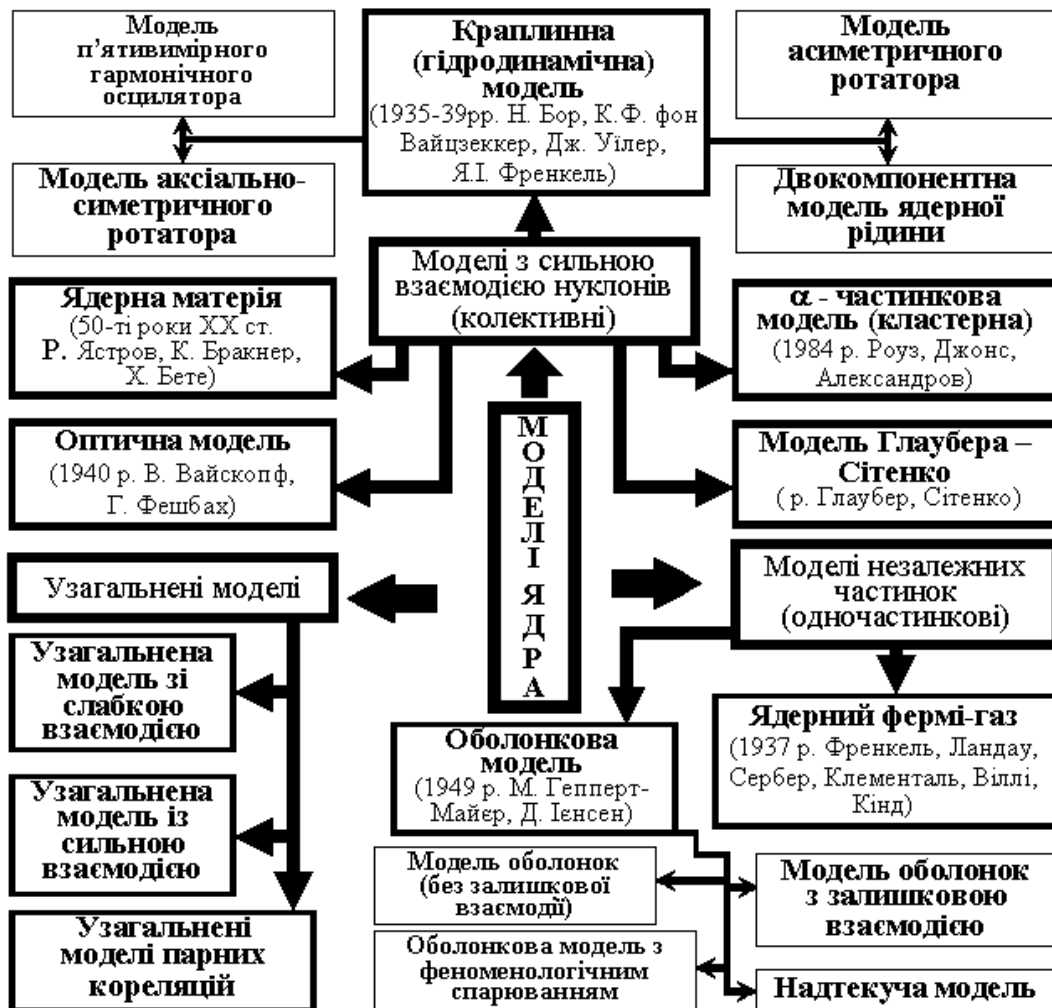 Модель
п’ятивимірного
гармонічного
осцилятора
Краплинна
(гідродинамічна)
модель
(1935-39рр. Н. Бор, К.Ф. фон
Вайцзеккер, Дж. Уїлер,
Я.І. Френкель)
Модель
асиметричного
ротатора
Модель аксіально-
симетричного
ротатора
Двокомпонентна
модель ядерної
рідини
Моделі з сильною
взаємодією нуклонів
(колективні)
Ядерна матерія
(50-ті роки XX ст.
Р. Ястров, К. Бракнер,
Х. Бете)
α - частинкова
модель (кластерна)
(1984 р. Роуз, Джонс,
Александров)
Оптична модель
(1940 р. В. Вайскопф,
Г. Фешбах)
МОДЕЛІ ЯДРА
Модель Глаубера –
Сітенко
( р. Глаубер, Сітенко)
Узагальнені моделі
Моделі незалежних
частинок
(одночастинкові)
Узагальнена
модель зі
слабкою
взаємодією
Оболонкова
модель
(1949 р. М. Гепперт-
Майєр, Д. Ієнсен)
Ядерний фермі-газ
(1937 р. Френкель, Ландау,
Сербер, Клементаль, Віллі,
Кінд)
Узагальнена
модель із
сильною
взаємодією
Модель оболонок
(без залишкової
взаємодії)
Модель оболонок
з залишковою
взаємодією
Узагальнені
моделі парних
кореляцій
Оболонкова модель з
феноменологічним
спарюванням
Надтекуча модель